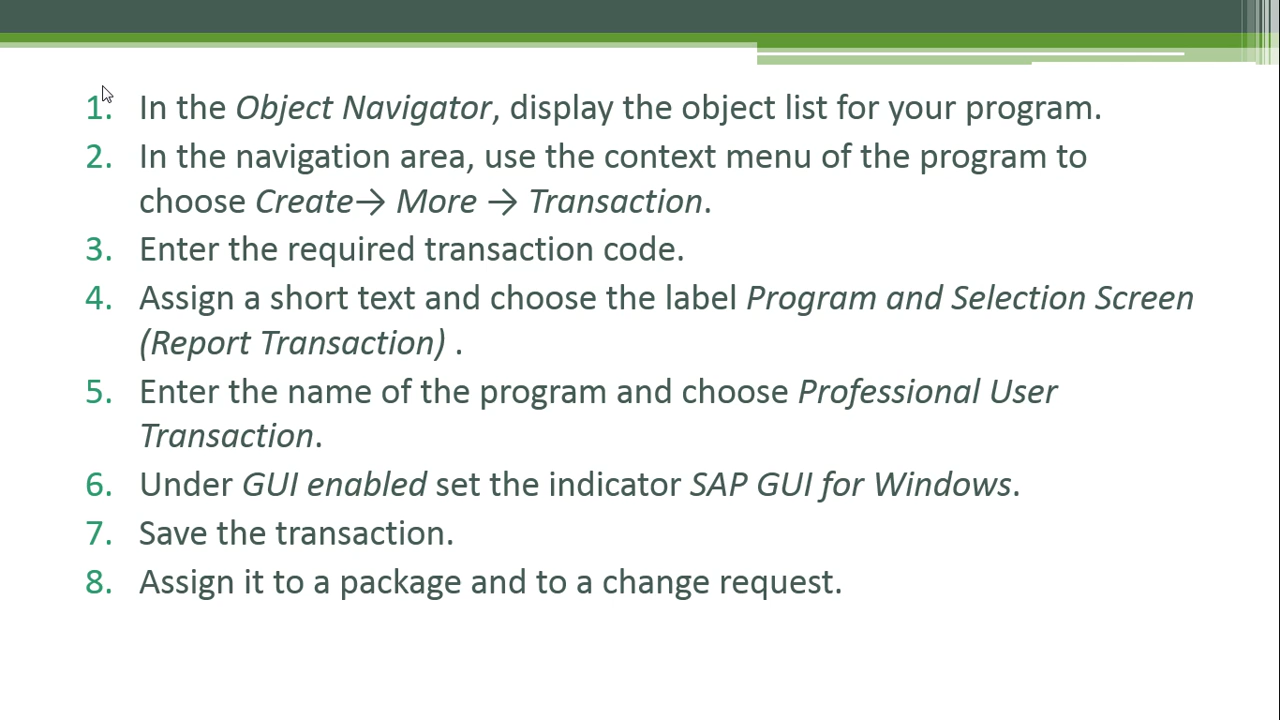 1. In the Object Navigator, display the object list for your program.
2. In the navigation area, use the context menu of the program to
choose Create→ More → Transaction.
3. Enter the required transaction code.
4. Assign a short text and choose the label Program and Selection Screen
(Report Transaction) .
5. Enter the name of the program and choose Professional User
Transaction.
6. Under GUI enabled set the indicator SAP GUI for Windows.
7. Save the transaction.
8. Assign it to a package and to a change request.